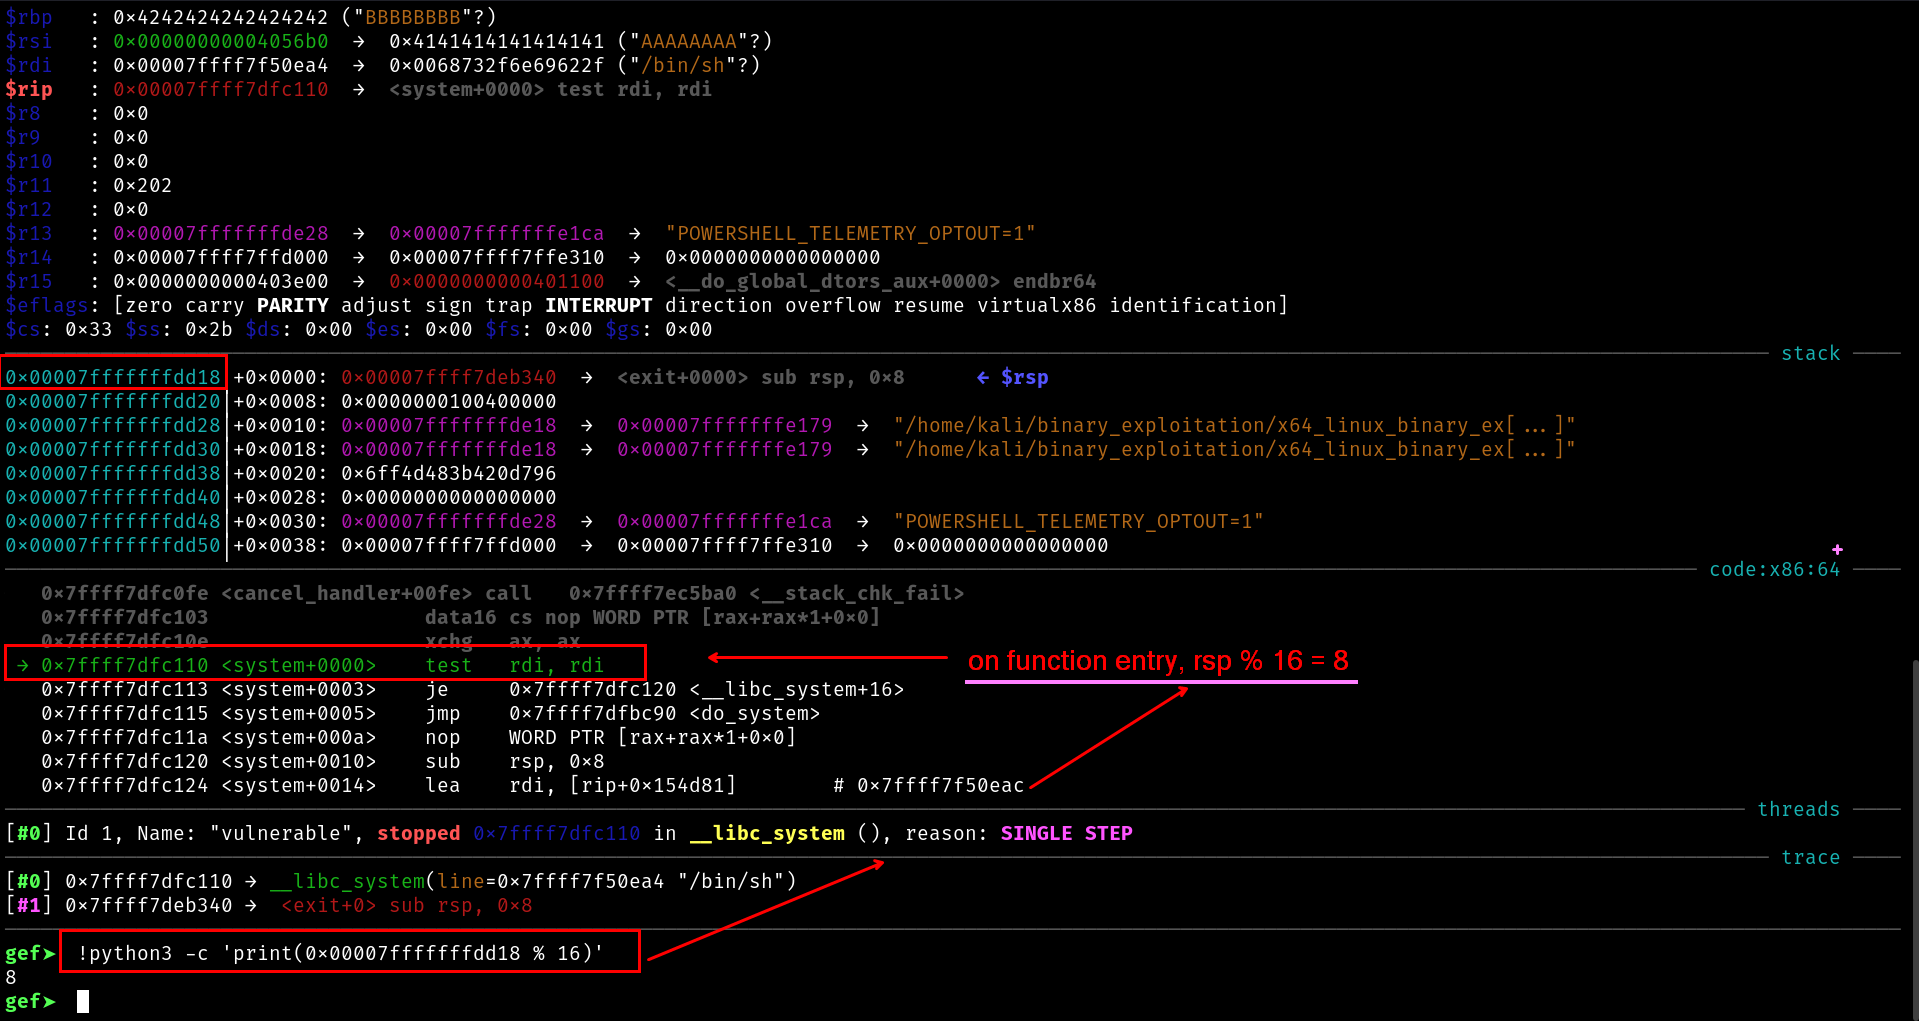 $rbp   : 0×4242424242424242 ("BBBBBBBB"?)
$rsi   : 0×00000000004056b0  →  0×4141414141414141 ("AAAAAAAA"?)
$rdi   : 0×00007ffff7f50ea4  →  0×0068732f6e69622f ("/bin/sh"?)
$rip   : 0×00007ffff7dfc110  →  <system+0000> test rdi, rdi
$r8    : 0×0
$r9    : 0×0
$r10   : 0×0
$r11   : 0×202
$r12   : 0×0
$r13   : 0×00007fffffffde28  →  0×00007fffffffe1ca  →  "POWERSHELL_TELEMETRY_OPTOUT=1"
$r14   : 0×00007ffff7ffd000  →  0×00007ffff7ffe310  →  0×0000000000000000
$r15   : 0×0000000000403e00  →  0×0000000000401100  →  <__do_global_dtors_aux+0000> endbr64
$eflags: [zero carry PARITY adjust sign trap INTERRUPT direction overflow resume virtualx86 identification]
$cs: 0×33 $ss: 0×2b $ds: 0×00 $es: 0×00 $fs: 0×00 $gs: 0×00
stack
0×00007fffffffdd18│+0×0000: 0×00007ffff7deb340  →  <exit+0000> sub rsp, 0×8      ← $rsp
0×00007fffffffdd20│+0×0008: 0×0000000100400000
0×00007fffffffdd28│+0×0010: 0×00007fffffffde18  →  0×00007fffffffe179  →  "/home/kali/binary_exploitation/x64_linux_binary_ex[...]"
0×00007fffffffdd30│+0×0018: 0×00007fffffffde18  →  0×00007fffffffe179  →  "/home/kali/binary_exploitation/x64_linux_binary_ex[...]"
0×00007fffffffdd38│+0×0020: 0×6ff4d483b420d796
0×00007fffffffdd40│+0×0028: 0×0000000000000000
0×00007fffffffdd48│+0×0030: 0×00007fffffffde28  →  0×00007fffffffe1ca  →  "POWERSHELL_TELEMETRY_OPTOUT=1"
0×00007fffffffdd50│+0×0038: 0×00007ffff7ffd000  →  0×00007ffff7ffe310  →  0×0000000000000000
code:x86:64
0×7ffff7dfc0fe <cancel_handler+00fe> call   0×7ffff7ec5ba0 <__stack_chk_fail>
0×7ffff7dfc103                  data16 cs nop WORD PTR [rax+rax*1+0×0]
0×7ffff7dfc10e                  xchg   ax, ax
→ 0×7ffff7dfc110 <system+0000>    test   rdi, rdi
on function entry, rsp % 16 = 8
0×7ffff7dfc113 <system+0003>    je     0×7ffff7dfc120 <__libc_system+16>
0×7ffff7dfc115 <system+0005>    jmp    0×7ffff7dfbc90 <do_system>
0×7ffff7dfc11a <system+000a>    nop    WORD PTR [rax+rax*1+0×0]
0×7ffff7dfc120 <system+0010>    sub    rsp, 0×8
0×7ffff7dfc124 <system+0014>    lea    rdi, [rip+0×154d81]        # 0×7ffff7f50eac
threads
[#0] Id 1, Name: "vulnerable", stopped 0×7ffff7dfc110 in __libc_system (), reason: SINGLE STEP
trace
[#0] 0×7ffff7dfc110 → __libc_system(line=0×7ffff7f50ea4 "/bin/sh")
[#1] 0×7ffff7deb340 → <exit+0> sub rsp, 0×8
gef➤  !python3 -c 'print(0×00007fffffffdd18 % 16)'
8
gef➤